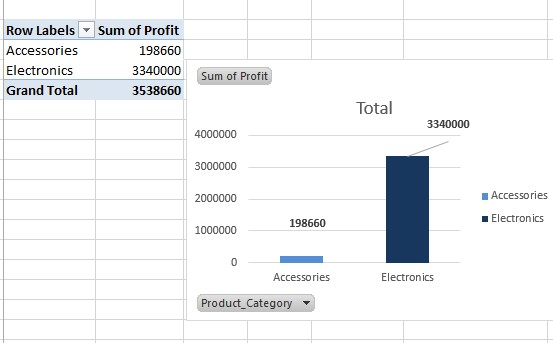 Row Labels Sum of Profit
Accessories 198660
Electronics 3340000
Grand Total 3538660
Sum of Profit
Total
3340000
4000000
3000000
2000000
1000000
0
198660
Accessories
Electronics
Accessories
Electronics
Product_Category